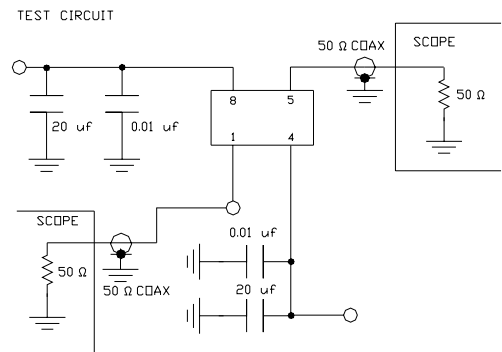 TEST CIRCUIT
50 Ω COAX
SCOPE
8
5
50 Ω
20 uf
0.01 uf
1
4
SCOPE
0.01 uf
50 Ω
50 Ω COAX
20 uf